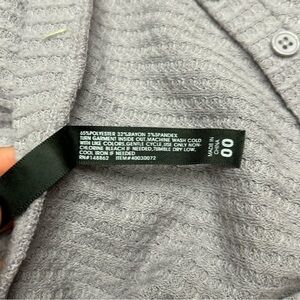 65%POLYESTER 32%RAYON 3%SPANDEX
TURN GARMENT INSIDE OUT, MACHINE WASH COLD
WITH LIKE COLORS, GENTLE CYCLE, USE ONLY NON-
CHLORINE BLEACH IF NEEDED, TUMBLE DRY LOW,
COOL IRON IF NEEDED
RN#148862 ITEM#40030072
MADE IN
CHINA
00